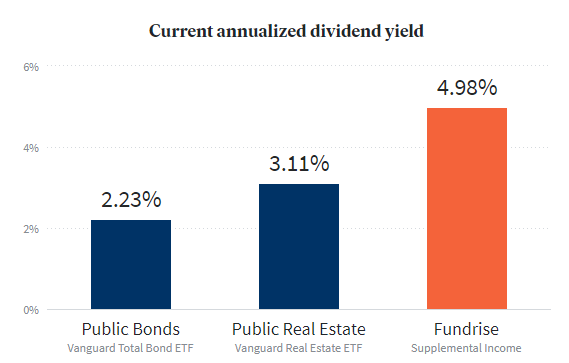 Current annualized dividend yield
6%
4.98%
4%
3.11%
2.23%
2%
0%
Public Bonds
Public Real Estate
Fundrise
Vanguard Total Bond ETF
Vanguard Real Estate ETF
Supplemental Income